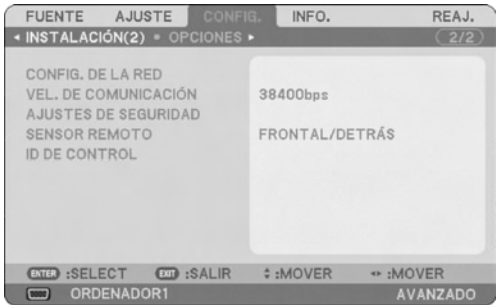 FUENTE AJUSTE CONFIG. INFO. REAJ.
INSTALACIÓN(2) • OPCIONES 2/2
CONFIG. DE LA RED
VEL. DE COMUNICACIÓN 38400bps
AJUSTES DE SEGURIDAD
SENSOR REMOTO FRONTAL/DETRÁS
ID DE CONTROL
ENTER :SELECT EXIT :SALIR :MOVER :MOVER
ORDENADOR1 AVANZADO